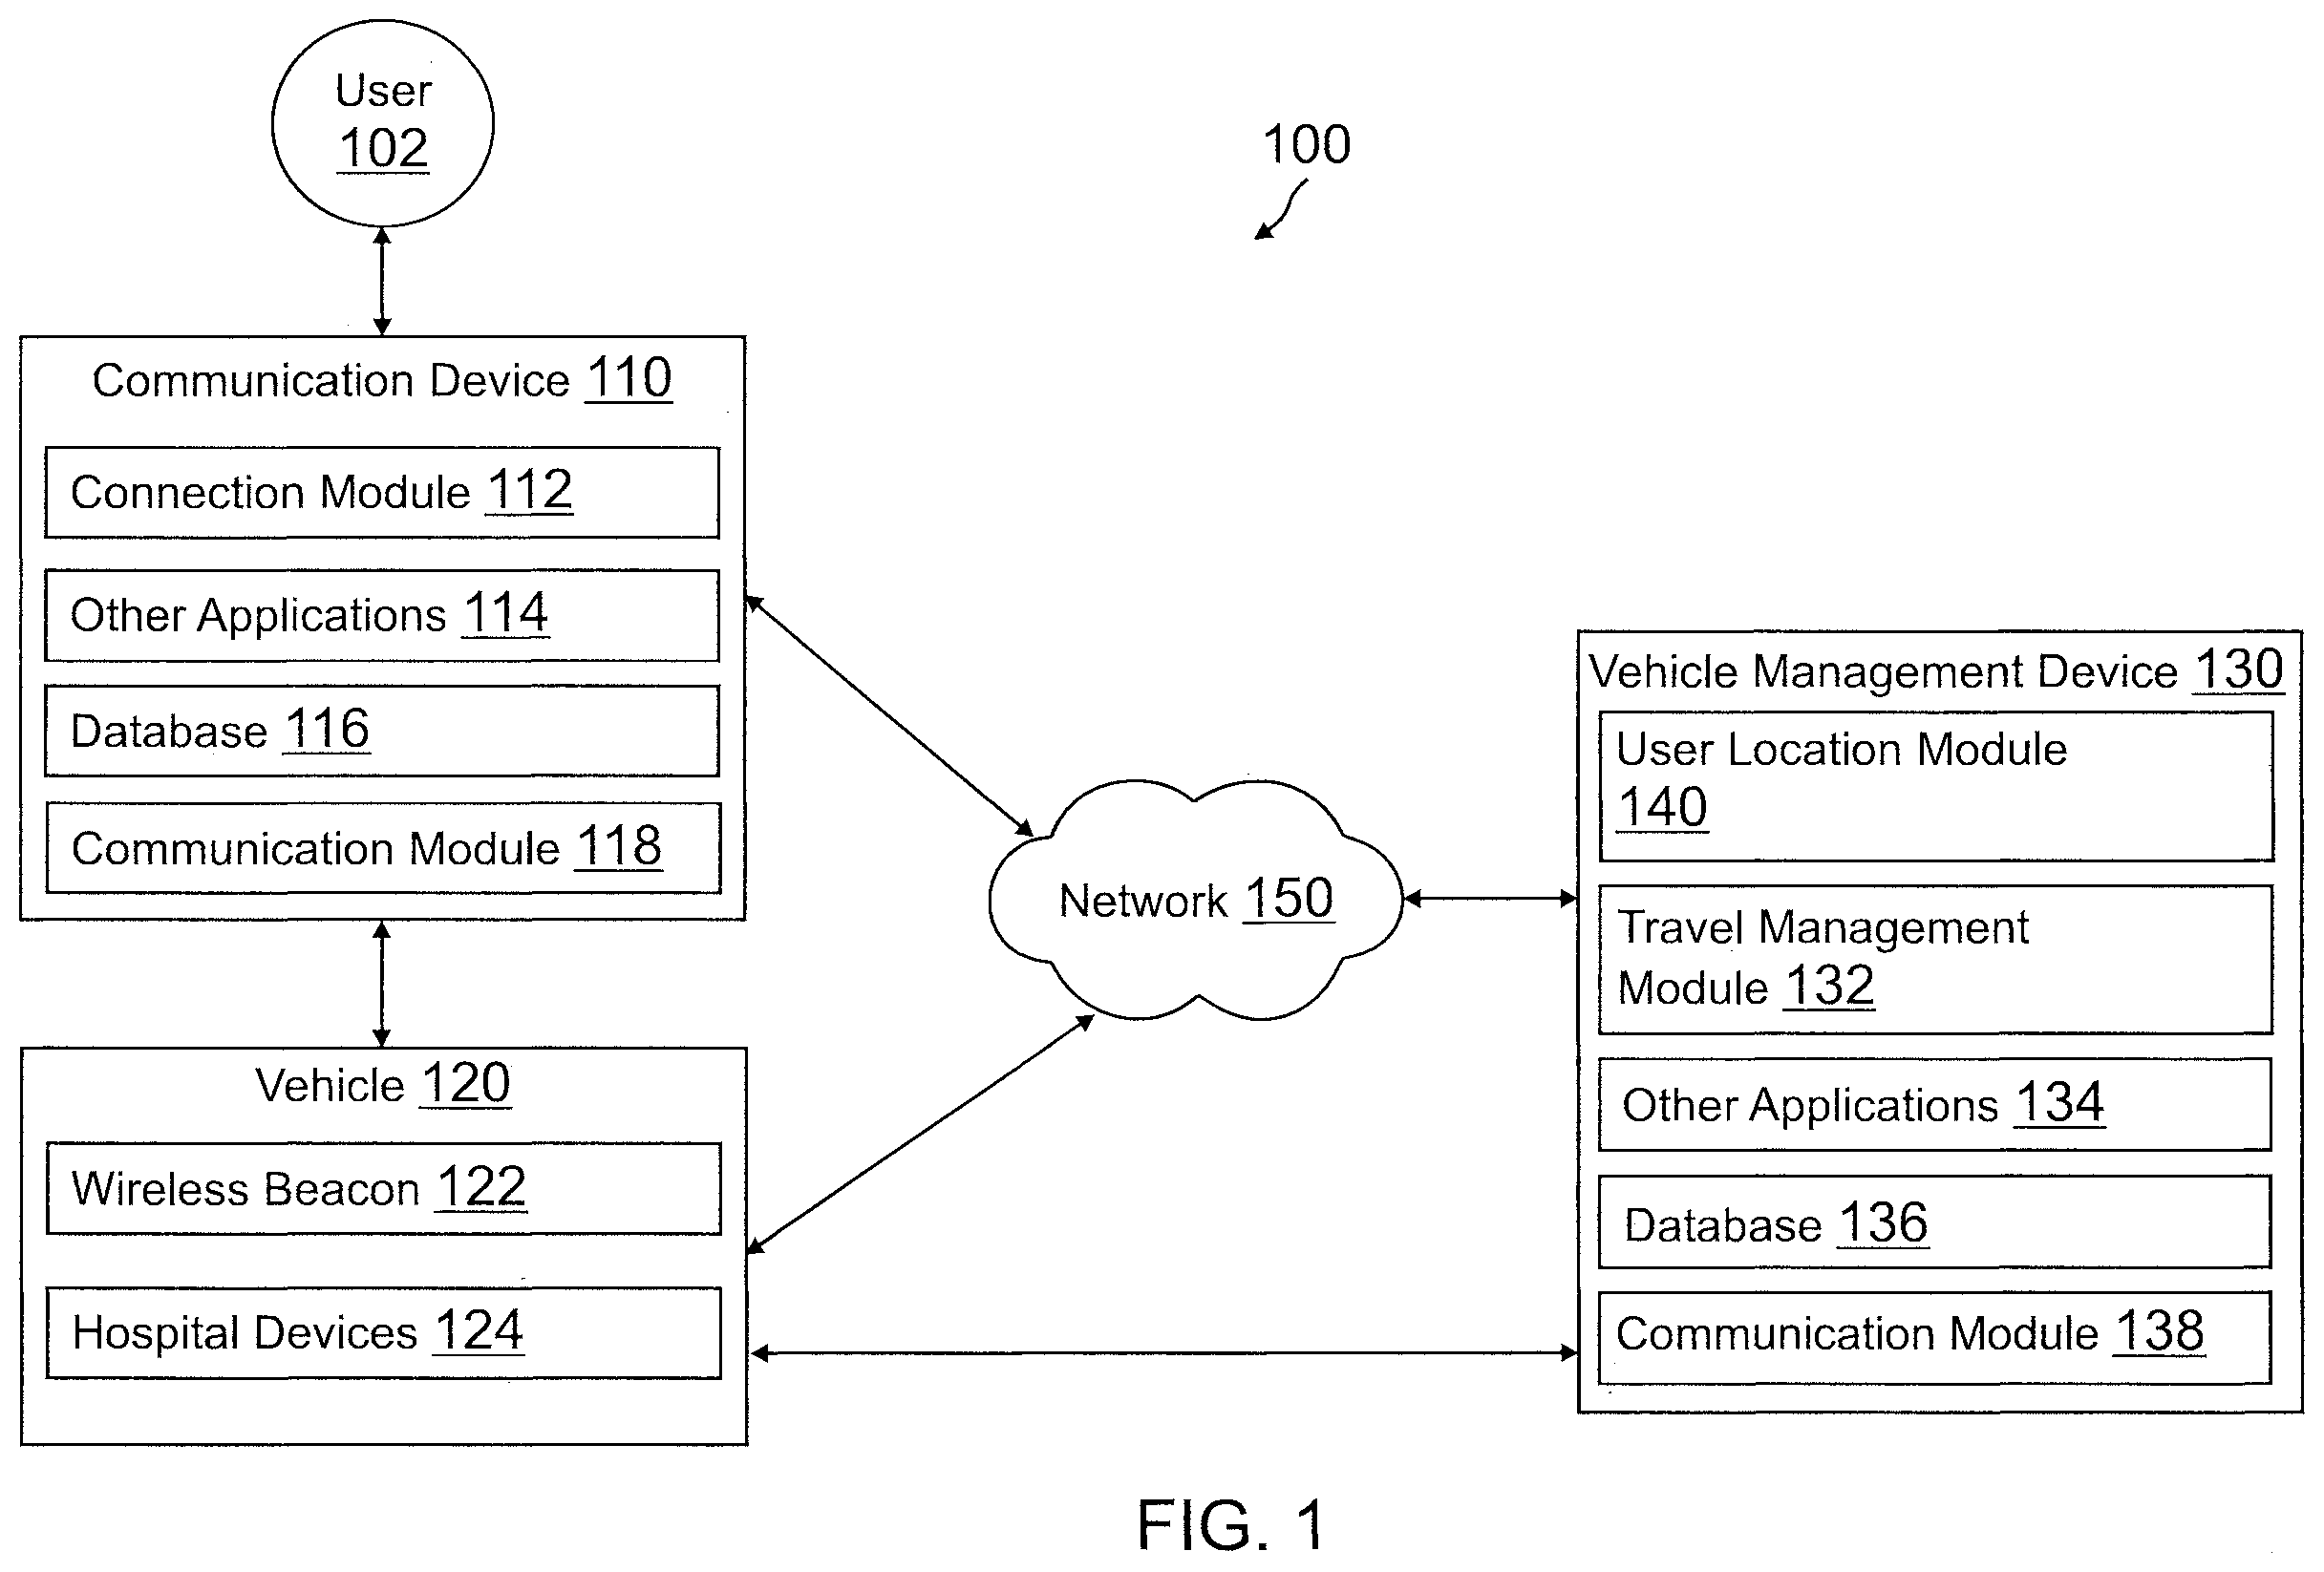 User
102
100
Communication Device 110
Connection Module 112
Other Applications 114
Database 116
Communication Module 118
Vehicle 120
Wireless Beacon 122
Hospital Devices 124
Network 150
Vehicle Management Device 130
User Location Module
140
Travel Management
Module 132
Other Applications 134
Database 136
Communication Module 138
FIG. 1